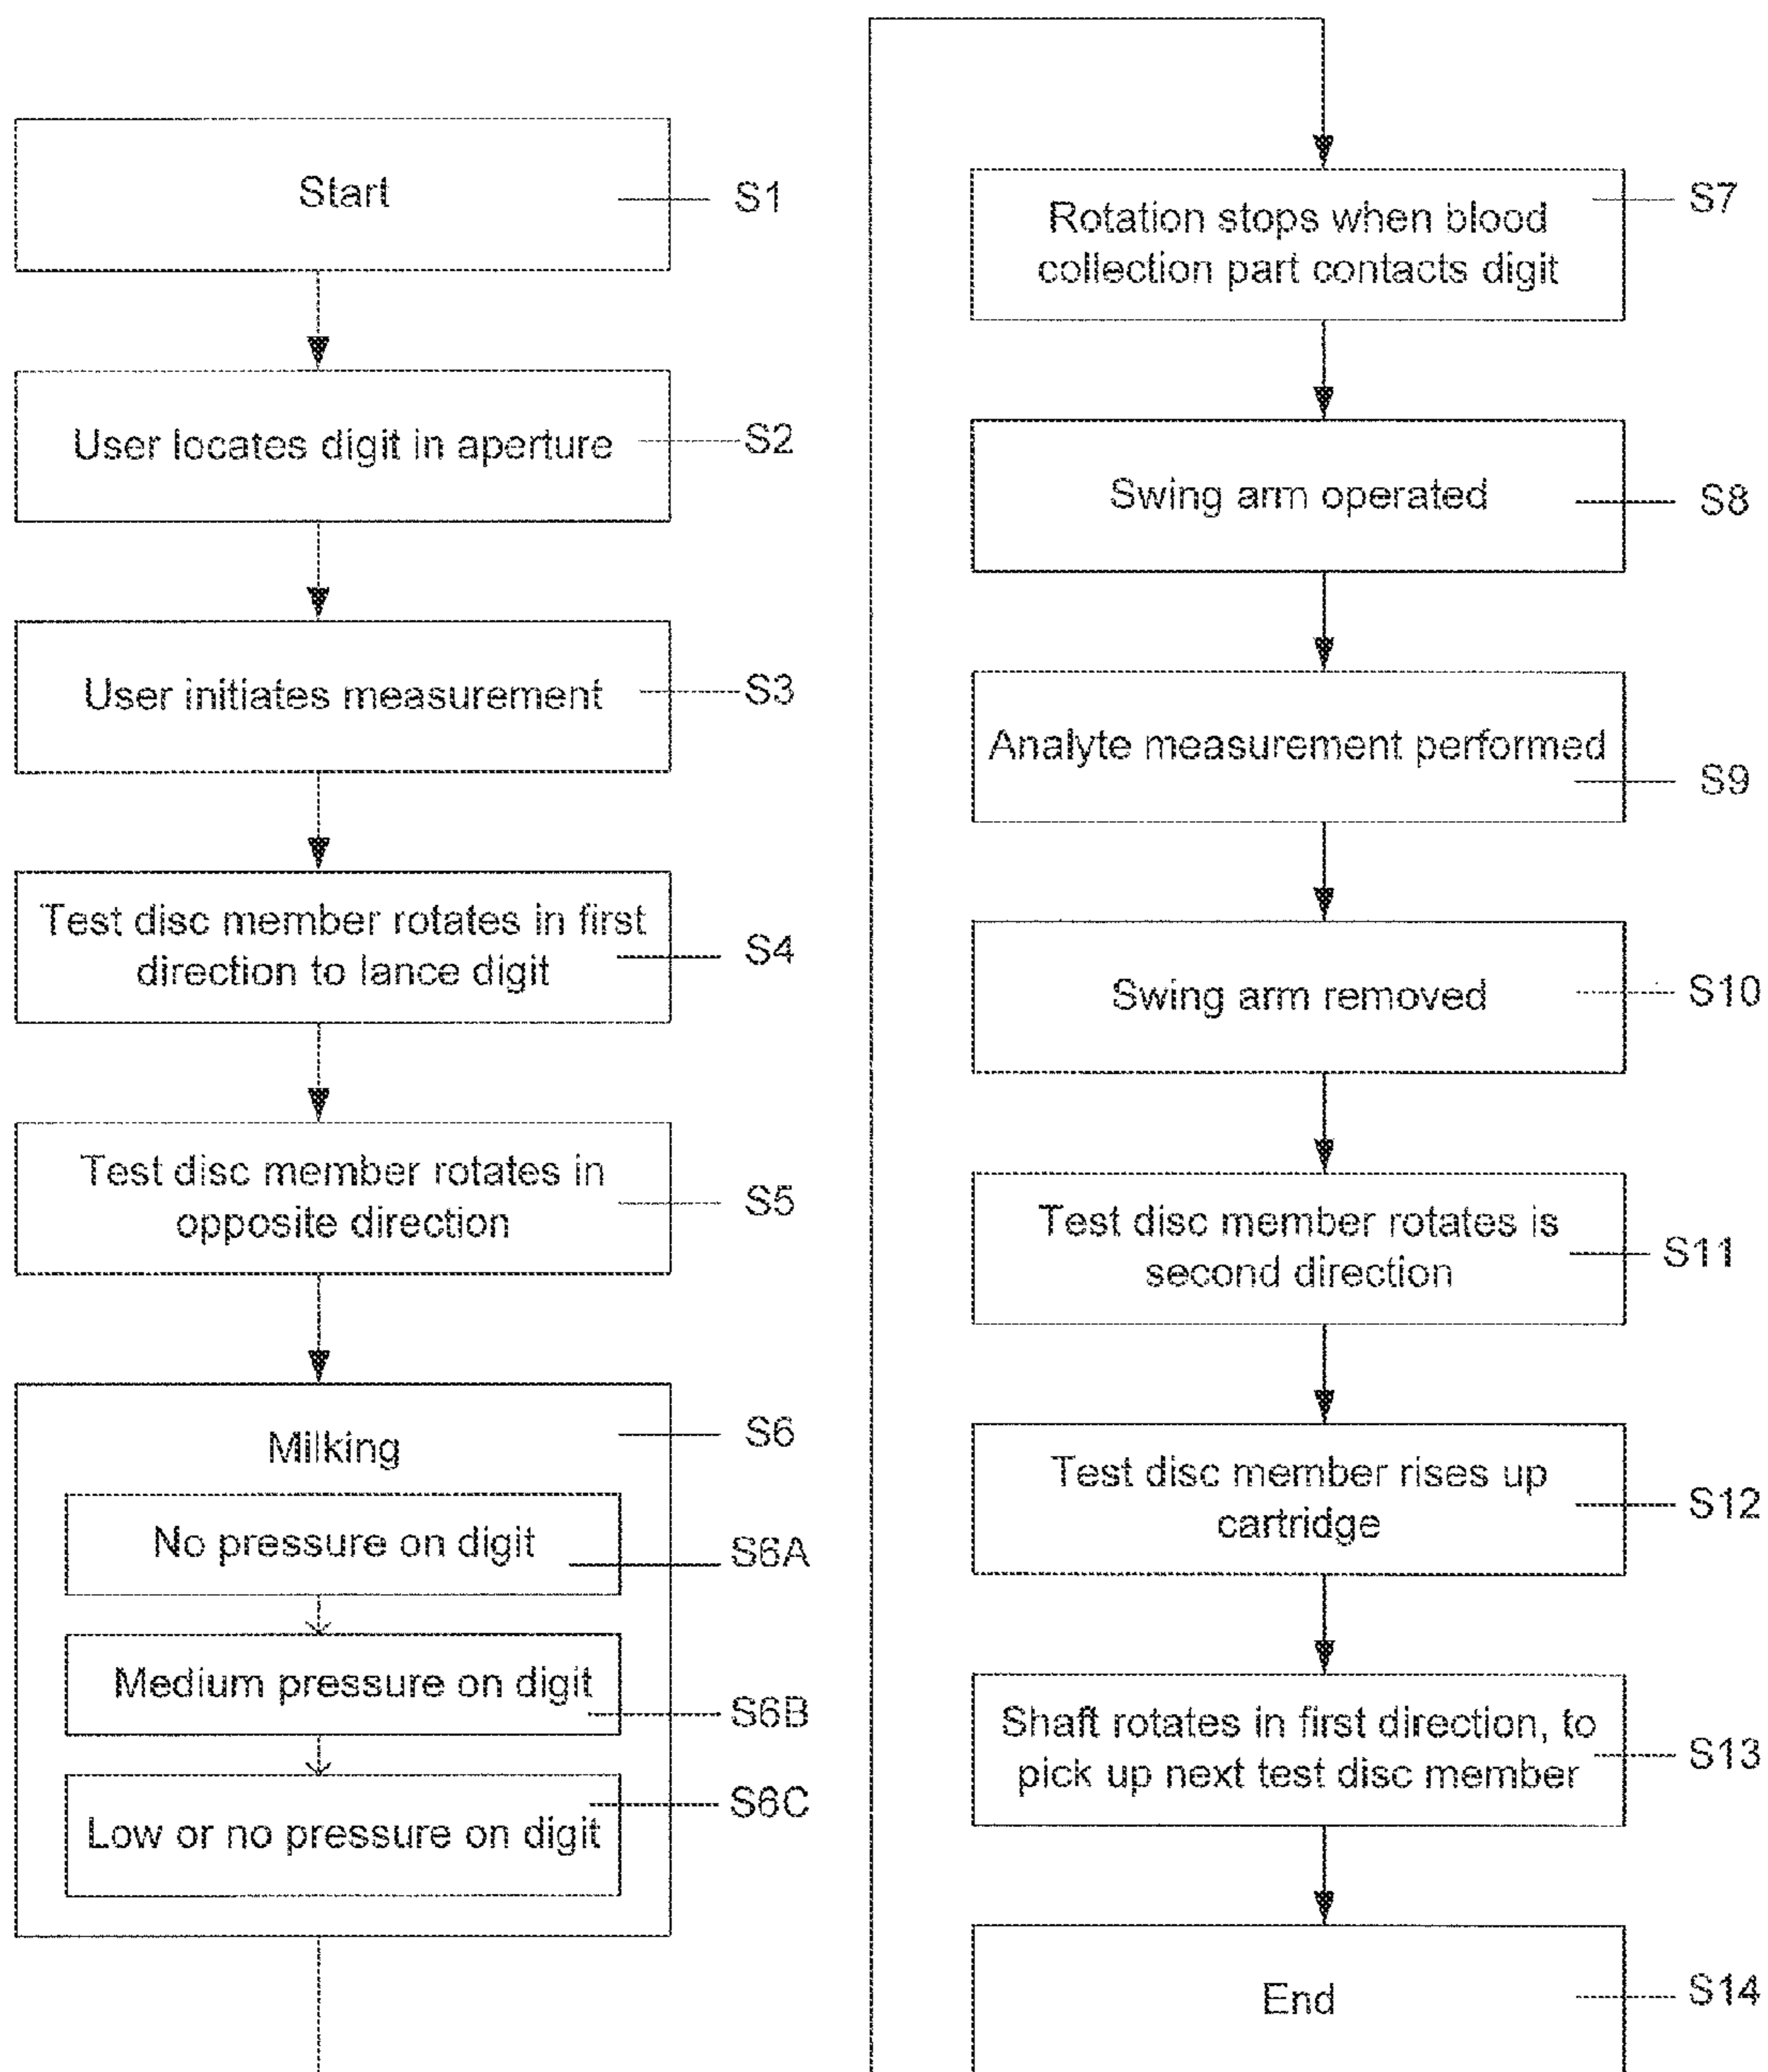 Start
S1
User locates digit in aperture
S2
User initiates measurement
S3
Test disc member rotates in first
direction to lance digit
S4
Test disc member rotates in
opposite direction
S5
Milking
S6
No pressure on digit
S6A
Medium pressure on digit
S6B
Low or no pressure on digit
S6C
Rotation stops when blood
collection part contacts digit
S7
Swing arm operated
S8
Analyte measurement performed
S9
Swing arm removed
S10
Test disc member rotates is
second direction
S11
Test disc member rises up
cartridge
S12
Shaft rotates in first direction, to
pick up next test disc member
S13
End
S14